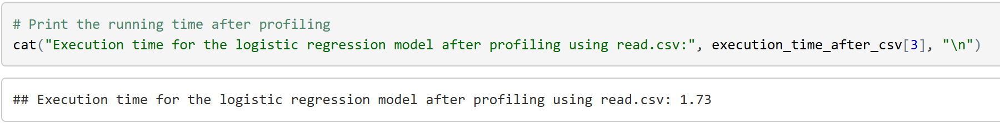 # Print the running time after profiling
cat("Execution time for the logistic regression model after profiling using read.csv:", execution_time_after_csv[3], "\n")
## Execution time for the logistic regression model after profiling using read.csv: 1.73